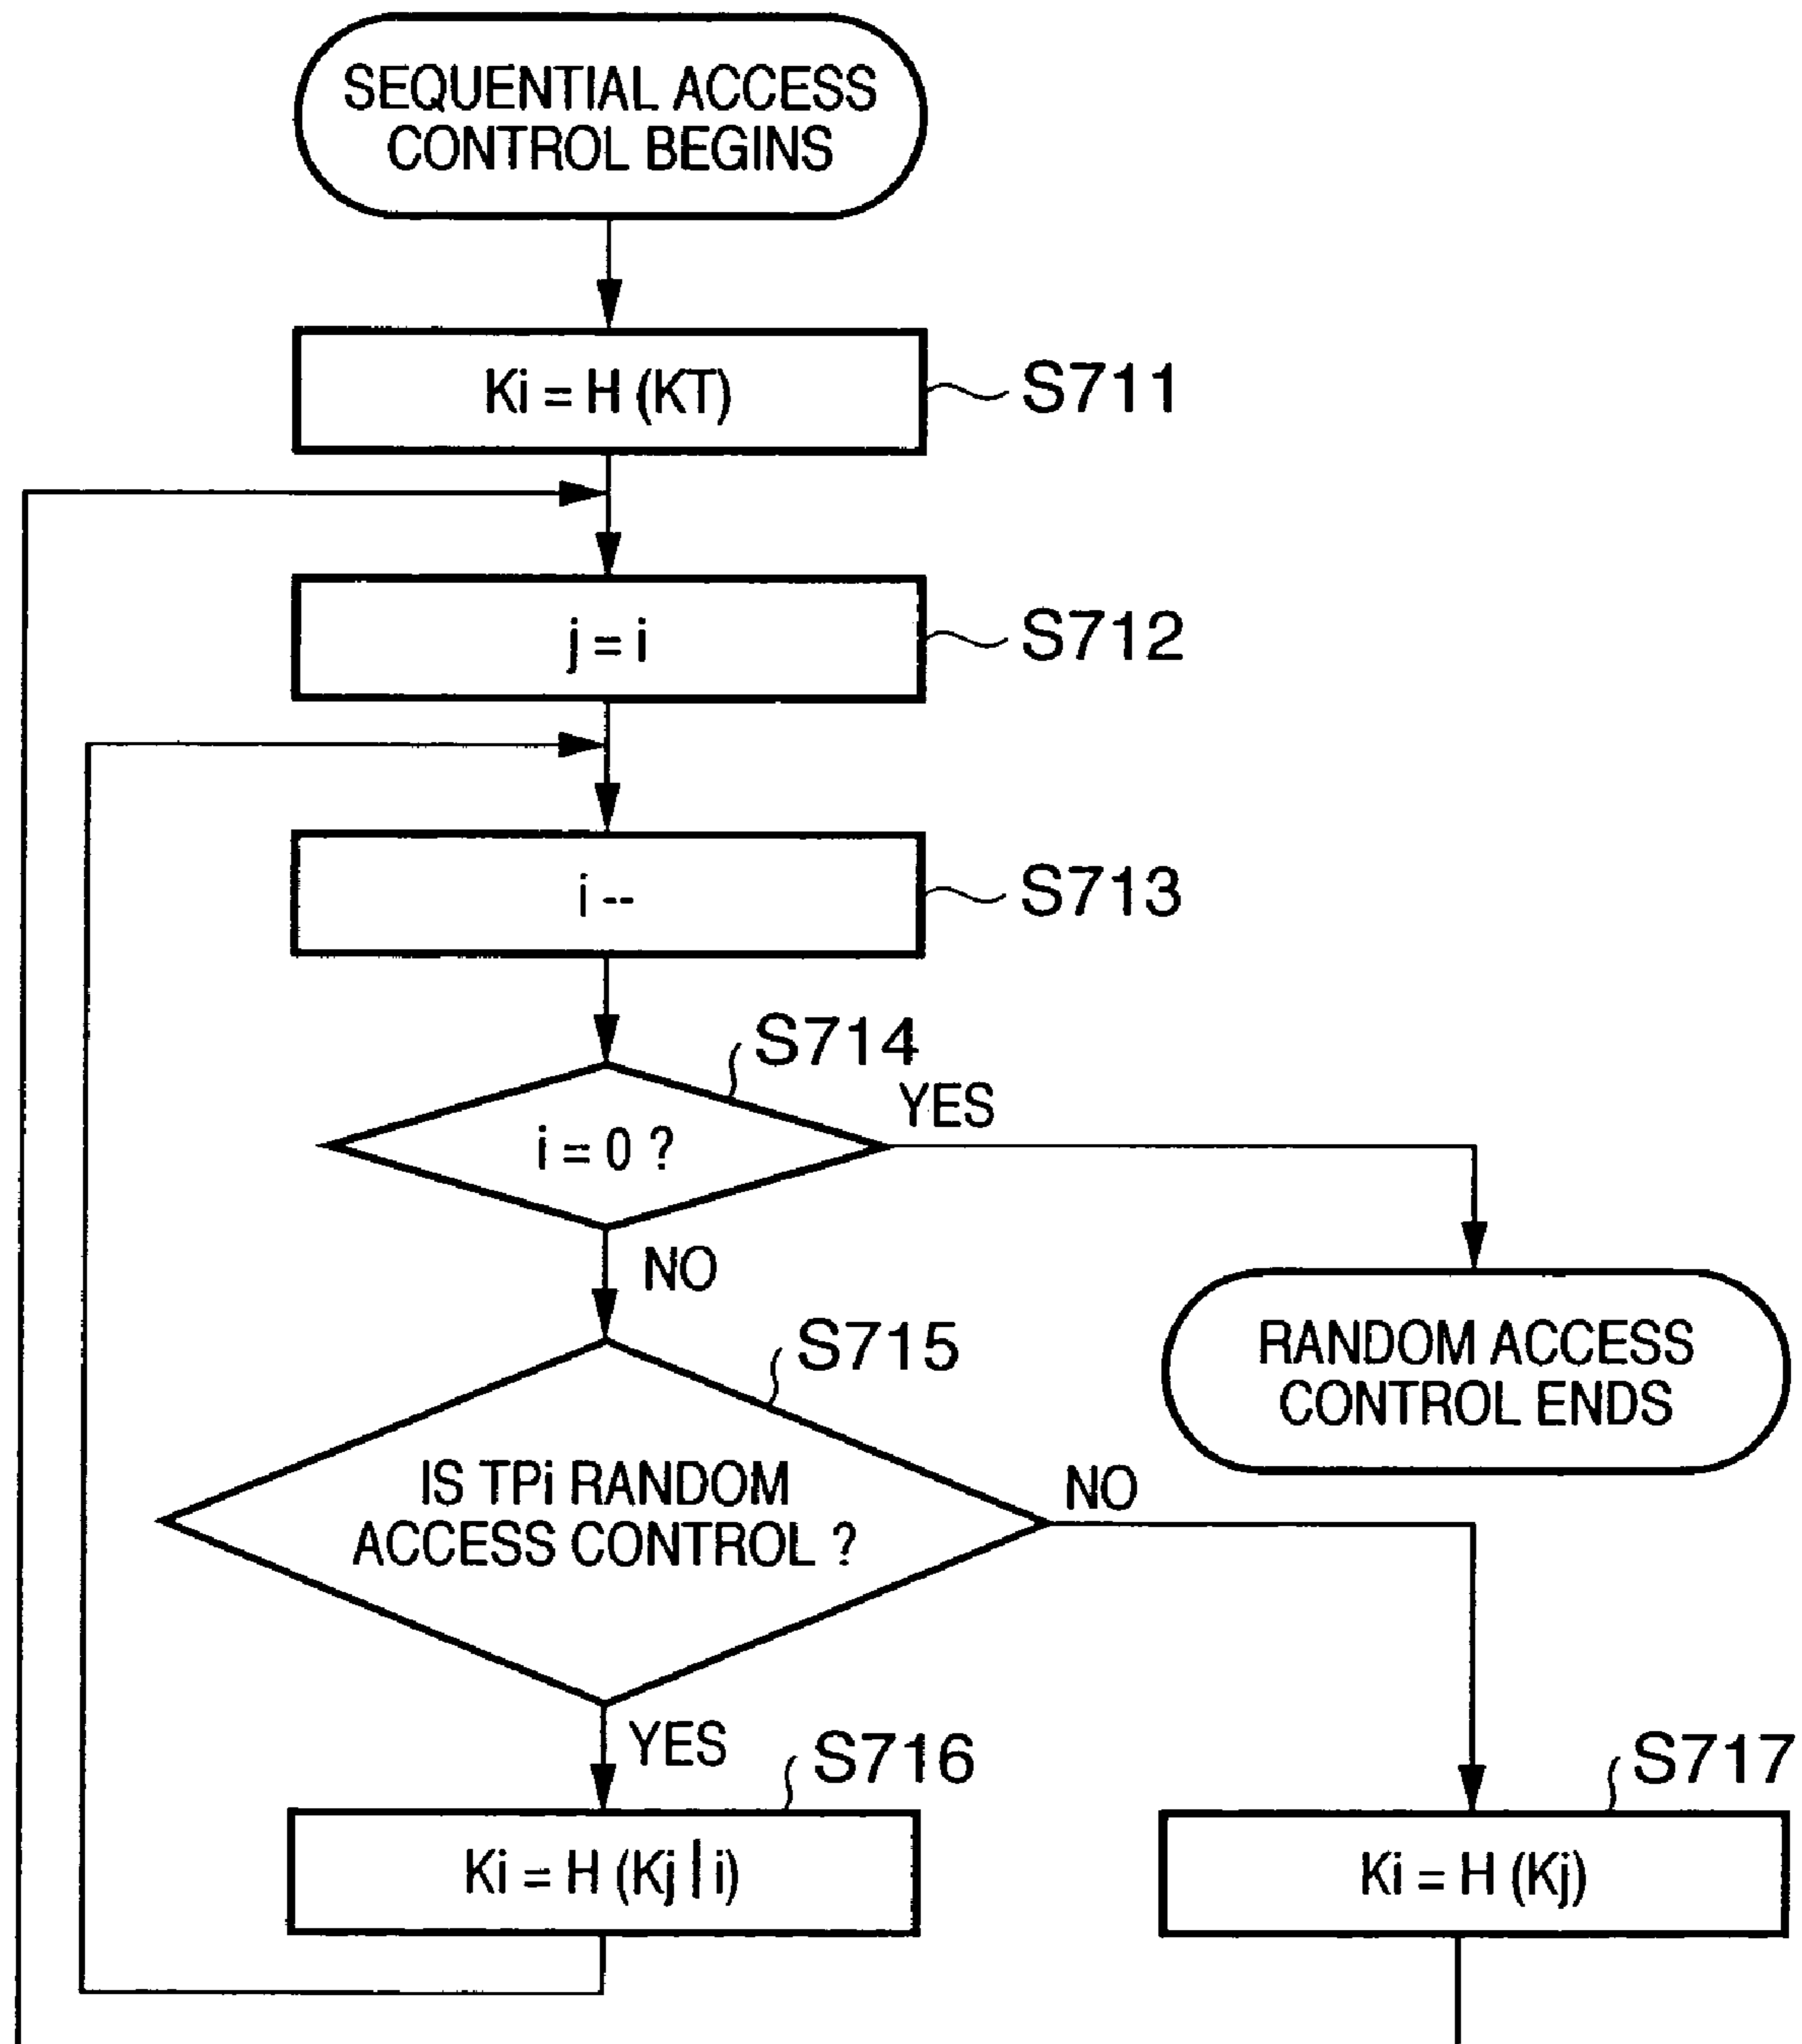 SEQUENTIAL ACCESS
CONTROL BEGINS
Ki = H (KT)
S711
j = i
S712
i --
S713
S714
i = 0 ?
YES
NO
RANDOM ACCESS
CONTROL ENDS
S715
IS TPi RANDOM
ACCESS CONTROL ?
NO
YES
S716
Ki = H (Kj | i)
S717
Ki = H (Kj)